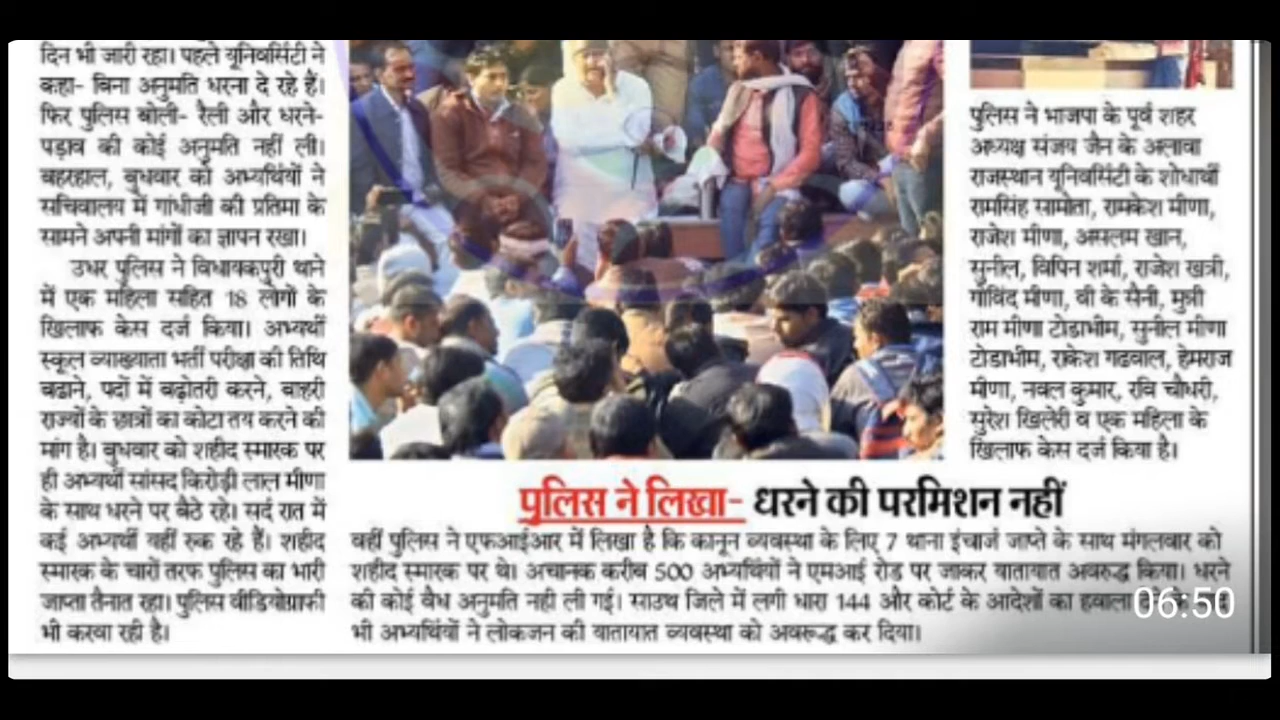 दिन भी जारी रहा। पहले यूनिवर्सिटी ने
कहा- बिना अनुमति धरना दे रहे हैं।
फिर पुलिस बोली- रैली और धरने-
पड़ाव की कोई अनुमति नहीं ली।
बहरहाल, बुधवार को अभ्यर्थियों ने
सचिवालय में गांधीजी की प्रतिमा के
सामने अपनी मांगों का ज्ञापन रखा।
उधर पुलिस ने विधायकपुरी थाने
में एक महिला सहित 18 लोगों के
खिलाफ केस दर्ज किया। अभ्यर्थी
स्कूल व्याख्याता भर्ती परीक्षा की तिथि
बढाने, पदों में बढ़ोतरी करने, बाहरी
राज्यों के छात्रों का कोटा तय करने की
मांग है। बुधवार को शहीद स्मारक पर
ही अभ्यर्थी सांसद किरोड़ी लाल मीणा
के साथ धरने पर बैठे रहे। सर्द रात में
कई अभ्यर्थी यहीं रुक रहे हैं। शहीद
स्मारक के चारों तरफ पुलिस का भारी
जाप्ता तैनात रहा। पुलिस वीडियोग्राफी
भी करवा रही है।
पुलिस ने भाजपा के पूर्व शहर
अध्यक्ष संजय जैन के अलावा
राजस्थान यूनिवर्सिटी के शोधार्थी
रामसिंह सामोता, रामकेश मीणा,
राजेश मीणा, असलम खान,
सुनील, विपिन शर्मा, राजेश खत्री,
गोविंद मीणा, वी के सैनी, मुन्नी
राम मीणा टोडाभीम, सुनील मीणा
टोडाभीम, राकेश गढवाल, हेमराज
मीणा, नवल कुमार, रवि चौधरी,
सुरेश खिलेरी व एक महिला के
खिलाफ केस दर्ज किया है।
पुलिस ने लिखा- धरने की परमिशन नहीं
वहीं पुलिस ने एफआईआर में लिखा है कि कानून व्यवस्था के लिए 7 थाना इंचार्ज जाप्ते के साथ मंगलवार को
शहीद स्मारक पर थे। अचानक करीब 500 अभ्यर्थियों ने एमआई रोड पर जाकर यातायात अवरुद्ध किया। धरने
की कोई वैध अनुमति नही ली गई। साउथ जिले में लगी धारा 144 और कोर्ट के आदेशों का हवाला
06:50
भी अभ्यर्थियों ने लोकजन की यातायात व्यवस्था को अवरूद्ध कर दिया।